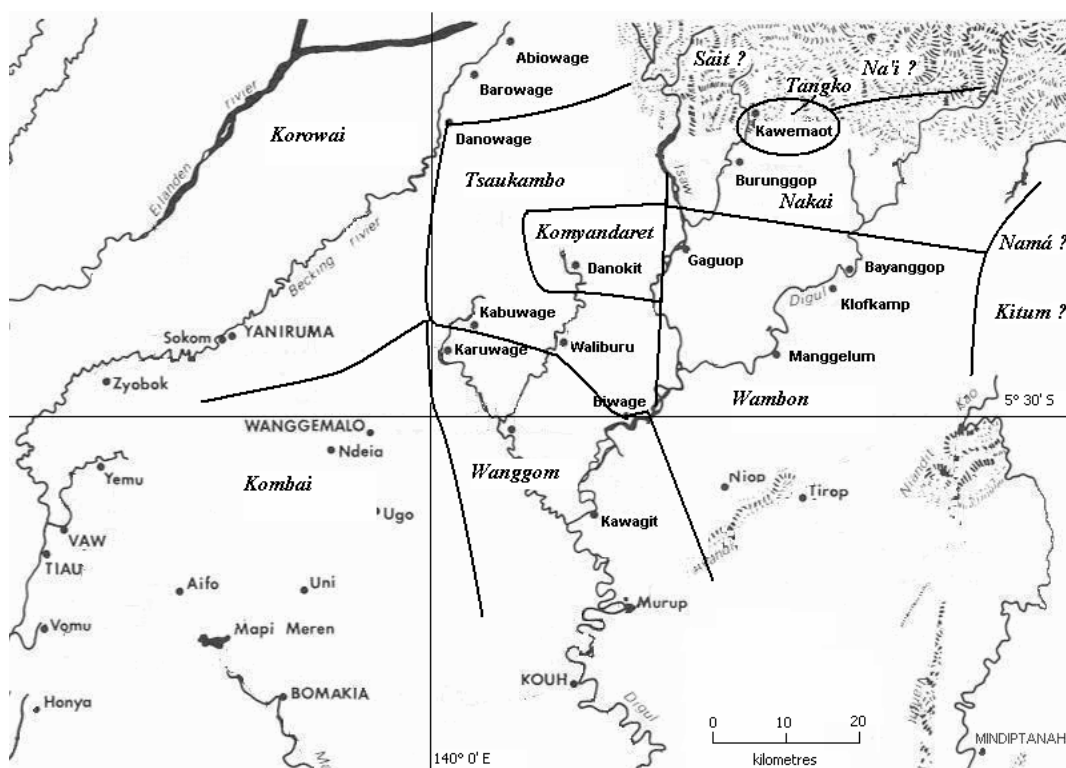 Abiowage
Sait ?
Na'i ?
Barowage
Tangko
Eilanden
rivier
Korowai
Danowage
Kawemaot
Tsaukambo
Isaw
Burunggop
Nakai
Komyandaret
Namá ?
Becking
rivier
Danokit
Gaguop
Bayanggop
Digul
Klofkamp
Kitum ?
Kabuwage
Sokom
YANIRUMA
Karuwage
Waliburu
Manggelum
Zyobok
Wambon
Biwage
5° 30' S
Kao
WANGGEMALO
Ndeia
Yemu
Kombai
Wanggom
Niop
Tirop
Ugo
Kawagit
VAW
TIAU
Aifo
Uni
Murup
Vomu
Mapi Meren
KOUH
BOMAKIA
Honya
Digul
0 10 20
kilometres
MINDIPTANAH
140° 0' E